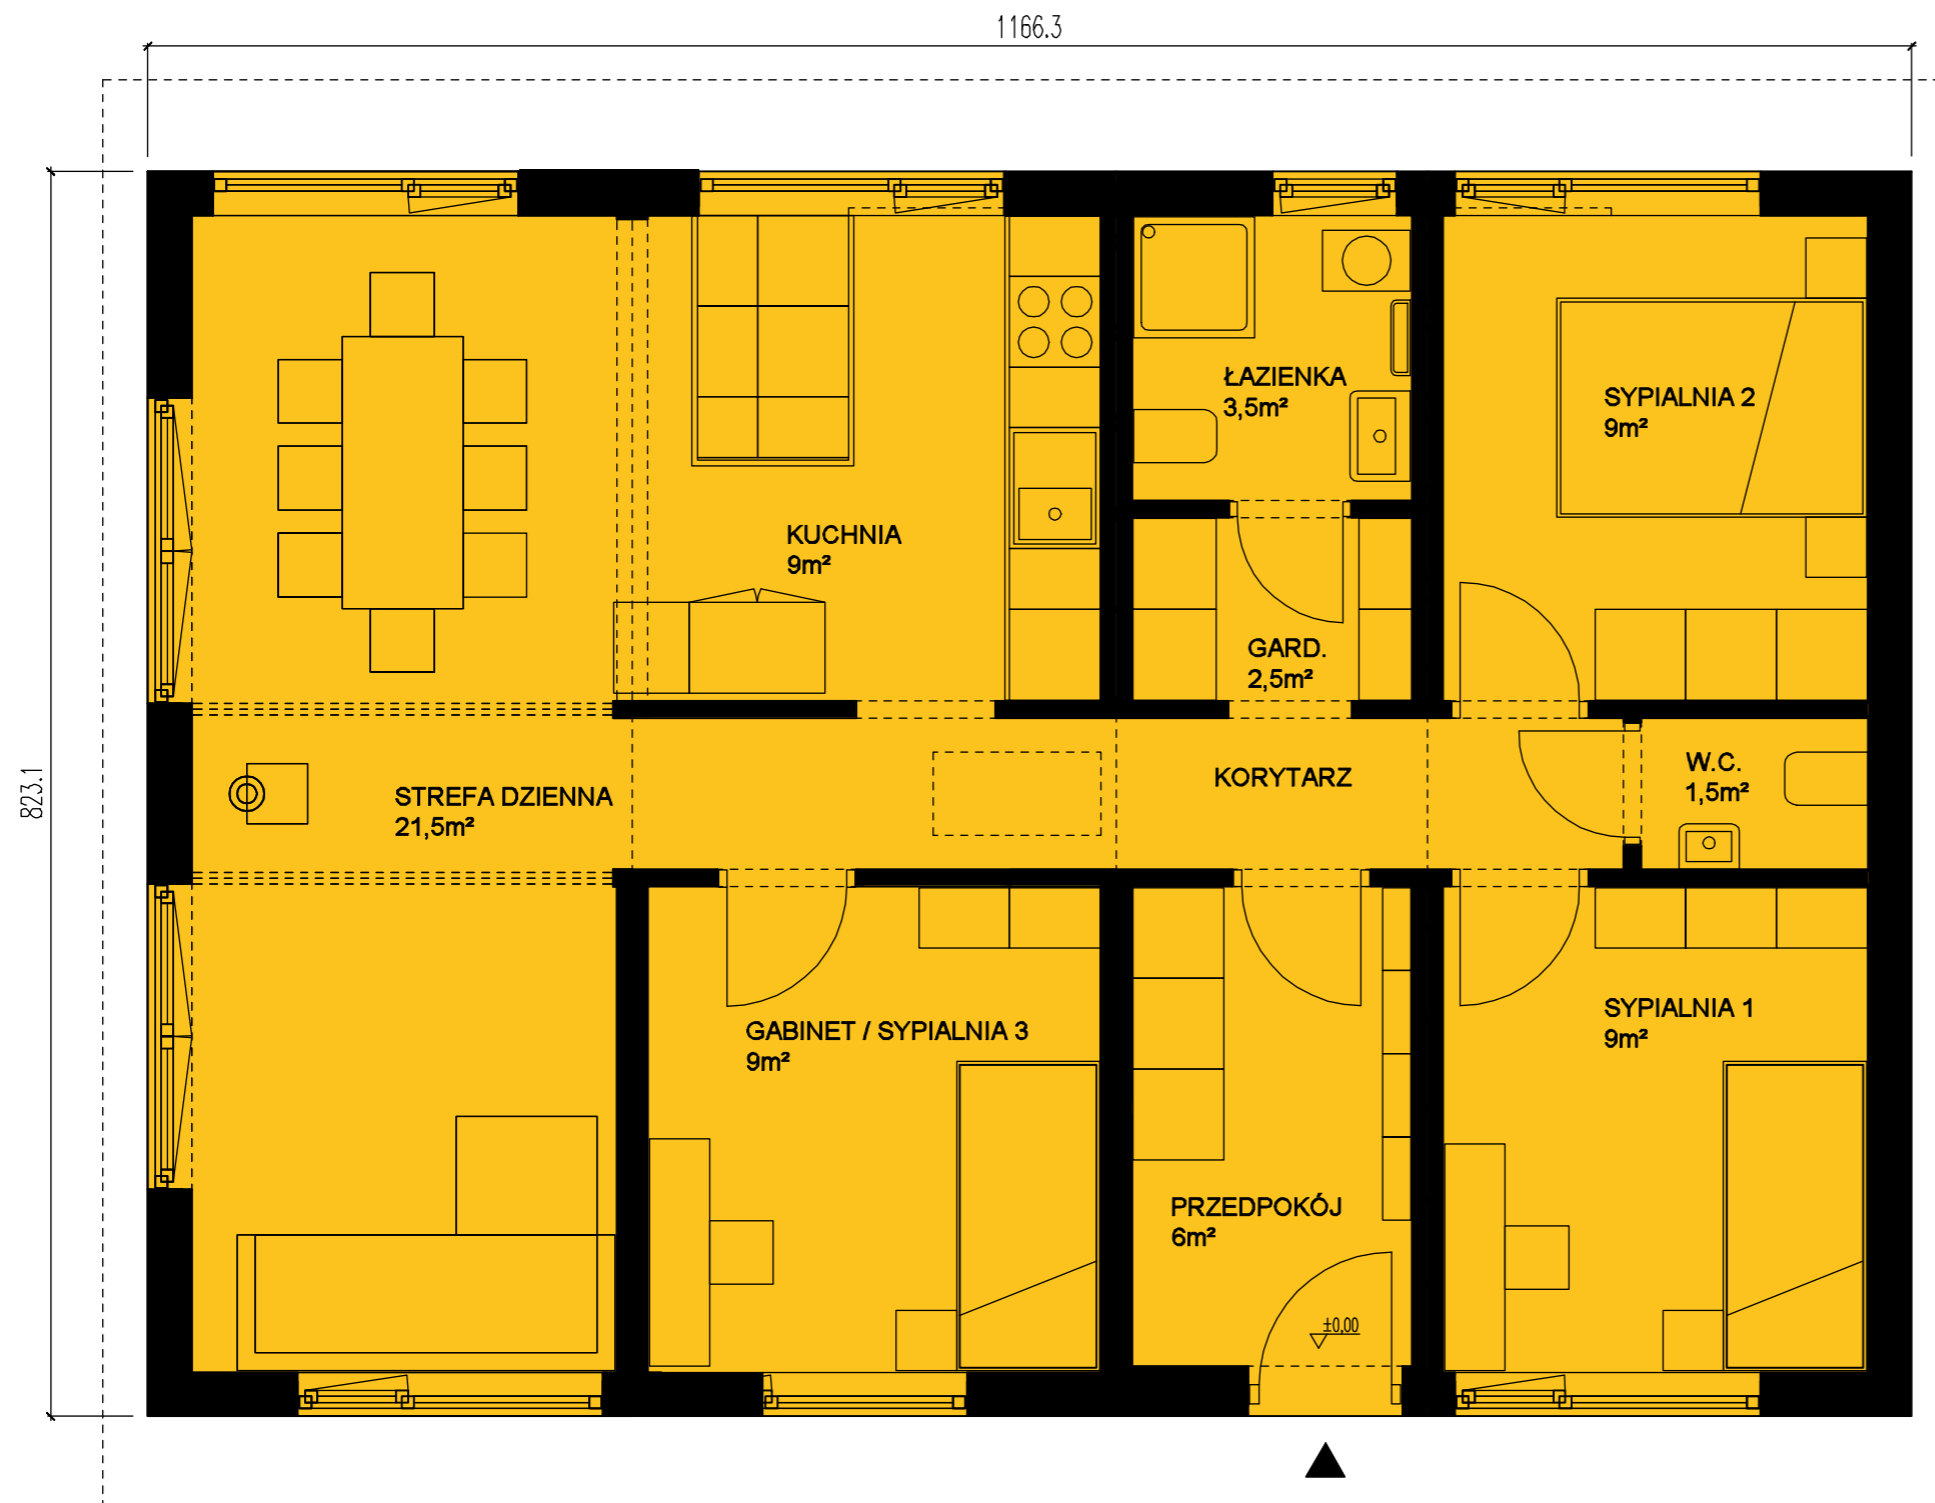 1166.3
823.1
ŁAZIENKA
3,5m²
SYPIALNIA 2
9m²
KUCHNIA
9m²
GARD.
2,5m²
W.C.
1,5m²
KORYTARZ
STREFA DZIENNA
21,5m²
GABINET / SYPIALNIA 3
9m²
SYPIALNIA 1
9m²
PRZEDPOKÓJ
6m²
±0,00